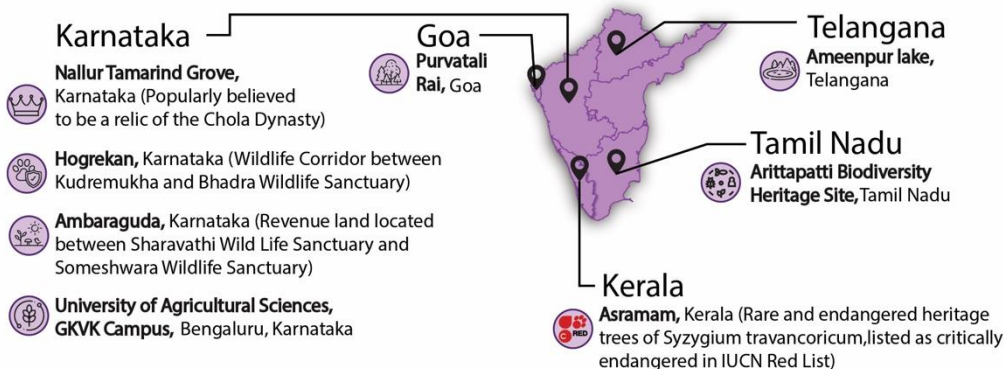 Karnataka
Nallur Tamarind Grove,
Karnataka (Popularly believed
to be a relic of the Chola Dynasty)
Hogrekan, Karnataka (Wildlife Corridor between
Kudremukha and Bhadra Wildlife Sanctuary)
Ambaraguda, Karnataka (Revenue land located
between Sharavathi Wild Life Sanctuary and
Someshwara Wildlife Sanctuary)
University of Agricultural Sciences,
GKVK Campus, Bengaluru, Karnataka
Goa
Purvatali
Rai, Goa
Telangana
Ameenpur lake,
Telangana
Tamil Nadu
Arittapatti Biodiversity
Heritage Site, Tamil Nadu
Kerala
RED
Asramam, Kerala (Rare and endangered heritage
trees of Syzygium travancoricum,listed as critically
endangered in IUCN Red List)